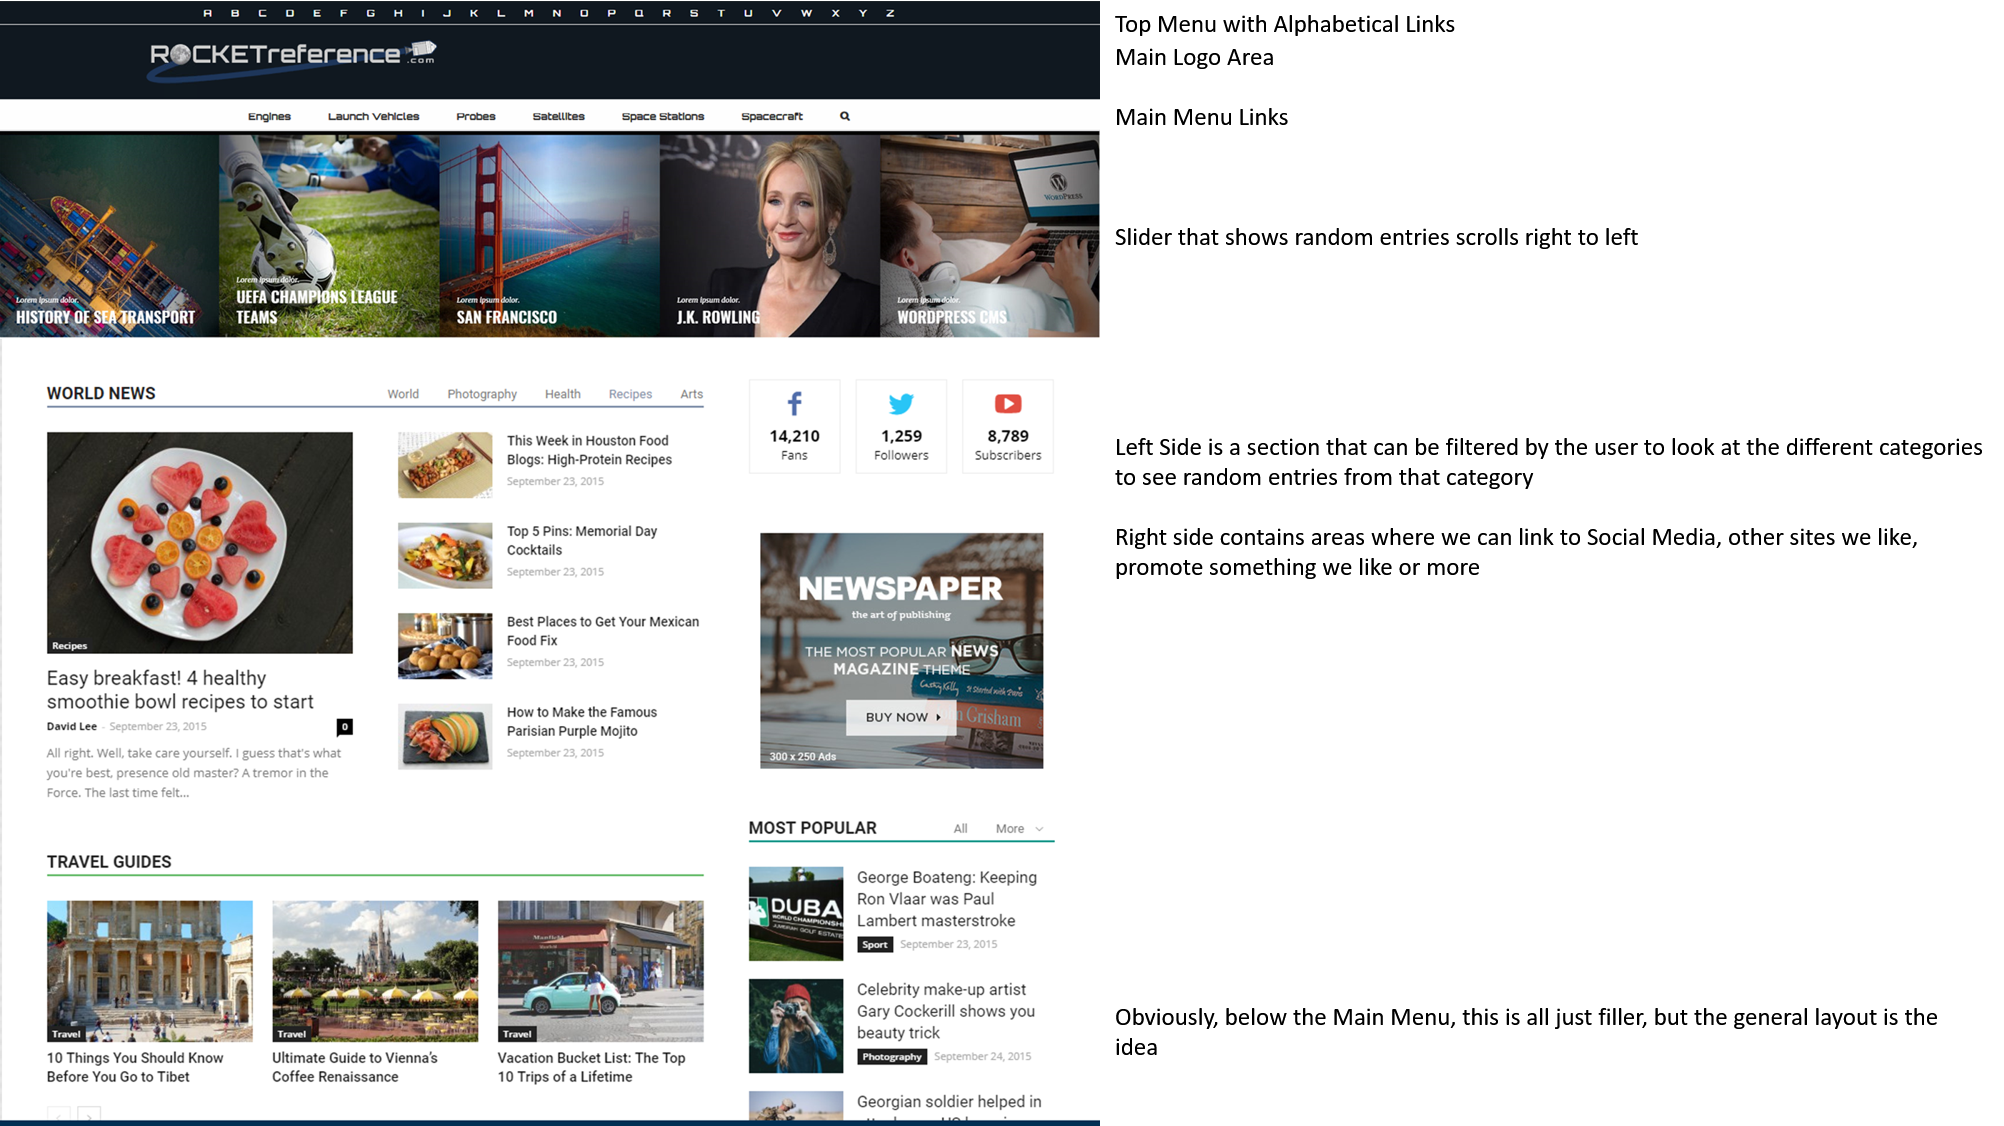 A B C D E F G H I J K L M N O P Q R S T U V W X Y Z
ROCKETreference
.com
Engines Launch Vehicles Probes Satellites Space Stations Spacecraft
WORDPRESS
Lorem ipsum dolor.
HISTORY OF SEA TRANSPORT
Lorem ipsum dolor.
UEFA CHAMPIONS LEAGUE
TEAMS
Lorem ipsum dolor.
SAN FRANCISCO
Lorem ipsum dolor.
J.K. ROWLING
Lorem ipsum dolor.
WORDPRESS CMS
WORLD NEWS
World Photography Health Recipes Arts
Recipes
Easy breakfast! 4 healthy
smoothie bowl recipes to start
David Lee - September 23, 2015
0
All right. Well, take care yourself. I guess that's what
you're best, presence old master? A tremor in the
Force. The last time felt...
This Week in Houston Food
Blogs: High-Protein Recipes
September 23, 2015
Top 5 Pins: Memorial Day
Cocktails
September 23, 2015
Best Places to Get Your Mexican
Food Fix
September 23, 2015
How to Make the Famous
Parisian Purple Mojito
September 23, 2015
14,210
Fans
1,259
Followers
8,789
Subscribers
NEWSPAPER
the art of publishing
THE MOST POPULAR NEWS
MAGAZINE THEME
BUY NOW
Grisham
300 x 250 Ads
TRAVEL GUIDES
Travel
10 Things You Should Know
Before You Go to Tibet
Travel
Ultimate Guide to Vienna's
Coffee Renaissance
Travel
Vacation Bucket List: The Top
10 Trips of a Lifetime
MOST POPULAR
All More
DUBA
WORLD CHAMPIONSH
JUMEIRAH GOLF ESTATES
George Boateng: Keeping
Ron Vlaar was Paul
Lambert masterstroke
Sport September 23, 2015
Celebrity make-up artist
Gary Cockerill shows you
beauty trick
Photography September 24, 2015
Georgian soldier helped in
Top Menu with Alphabetical Links
Main Logo Area
Main Menu Links
Slider that shows random entries scrolls right to left
Left Side is a section that can be filtered by the user to look at the different categories
to see random entries from that category
Right side contains areas where we can link to Social Media, other sites we like,
promote something we like or more
Obviously, below the Main Menu, this is all just filler, but the general layout is the
idea